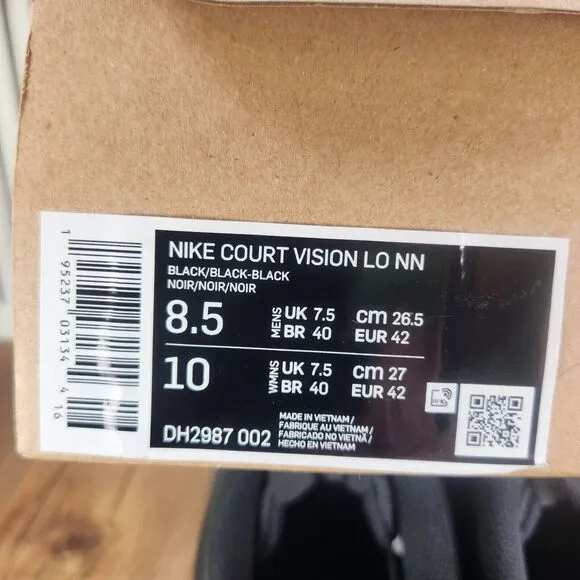 NIKE COURT VISION LO NN
BLACK/BLACK-BLACK
NOIR/NOIR/NOIR
8.5 MENS UK 7.5 cm 26.5
BR 40 EUR 42
10 WMNS UK 7.5 cm 27
BR 40 EUR 42
MADE IN VIETNAM/
FABRIQUE AU VIETNAM/
FABRICADO NO VIETNÃ/
HECHO EN VIETNAM
DH2987 002
1 95237 03134 4 16